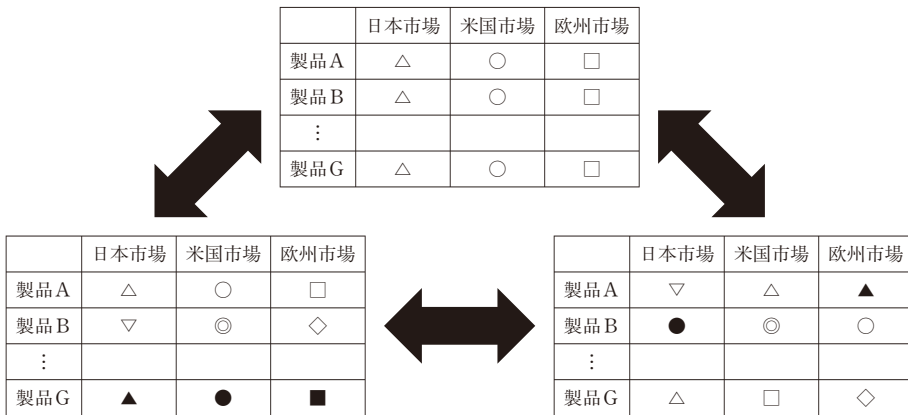 日本市場 米国市場 欧州市場
製品A △ ○ □
製品B △ ○ □
⋮
製品G △ ○ □
日本市場 米国市場 欧州市場
製品A △ ○ □
製品B ▽ ◎ ◇
⋮
製品G ▲ ● ■
日本市場 米国市場 欧州市場
製品A ▽ △ ▲
製品B ● ◎ ○
⋮
製品G △ □ ◇